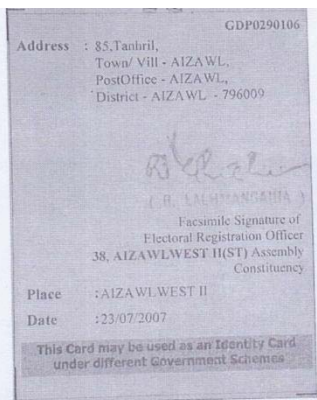 GDP0290106
Address : 85,Tanhril,
Town/ Vill - AIZAWL,
PostOffice - AIZAWL,
District - AIZAWL - 796009
Facsimile Signature of
Electoral Registration Officer
38, AIZAWLWEST II(ST) Assembly
Constituency
Place :AIZAWLWEST II
Date :23/07/2007
This Card may be used as an Identity Card
under different Government Schemes